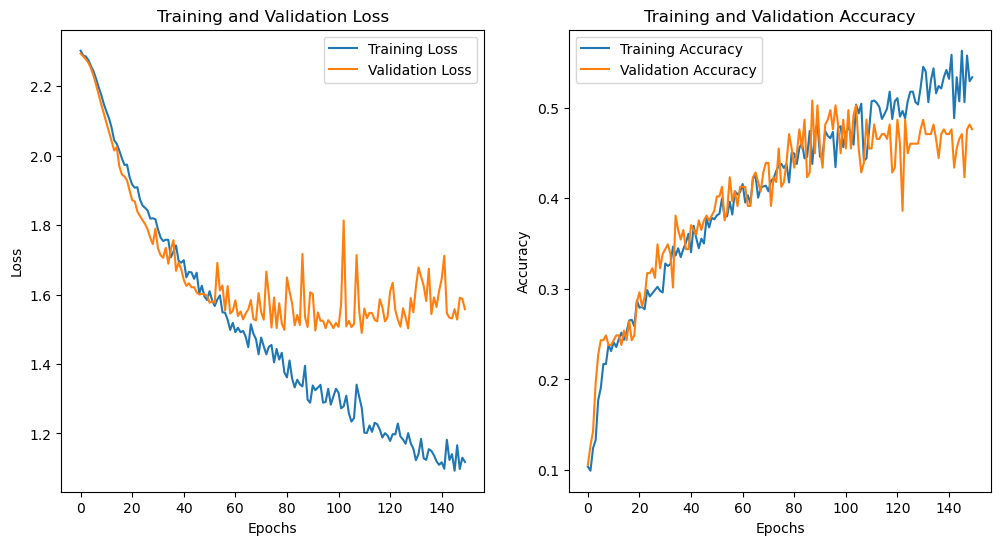 Training and Validation Loss
Training Loss
Validation Loss
2.2
2.0
1.8
1.6
1.4
1.2
Loss
0 20 40 60 80 100 120 140
Epochs
Training and Validation Accuracy
Training Accuracy
Validation Accuracy
0.5
0.4
0.3
0.2
0.1
Accuracy
0 20 40 60 80 100 120 140
Epochs